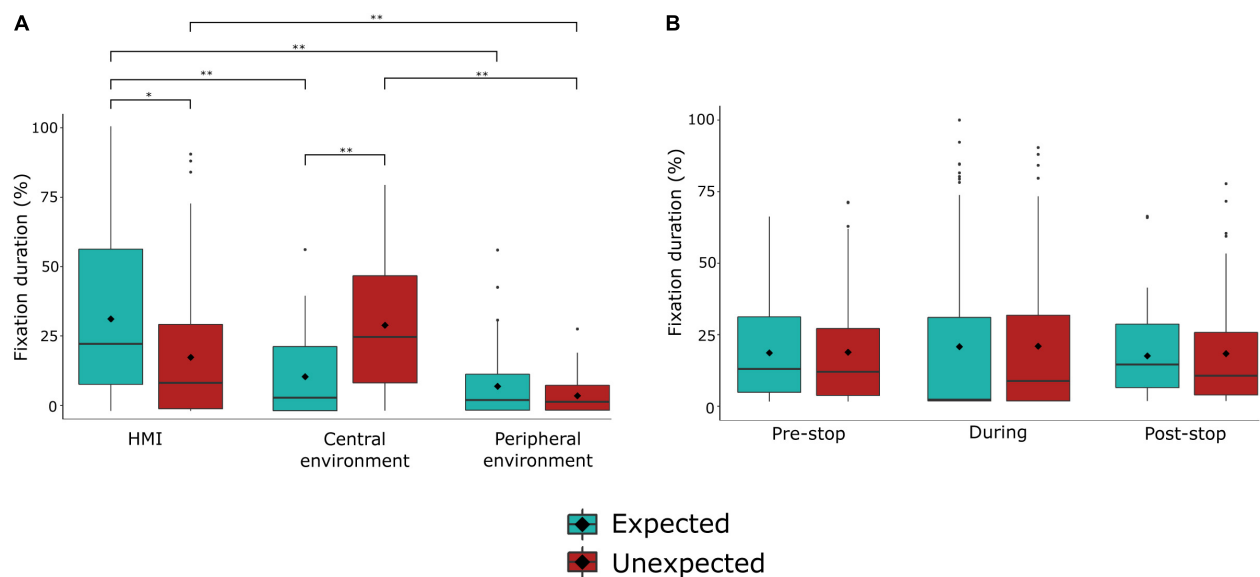 A
**
**
**
**
*
**
Fixation duration (%)
100
75
50
25
0
HMI
Central
environment
Peripheral
environment
B
Fixation duration (%)
100
75
50
25
0
Pre-stop
During
Post-stop
Expected
Unexpected